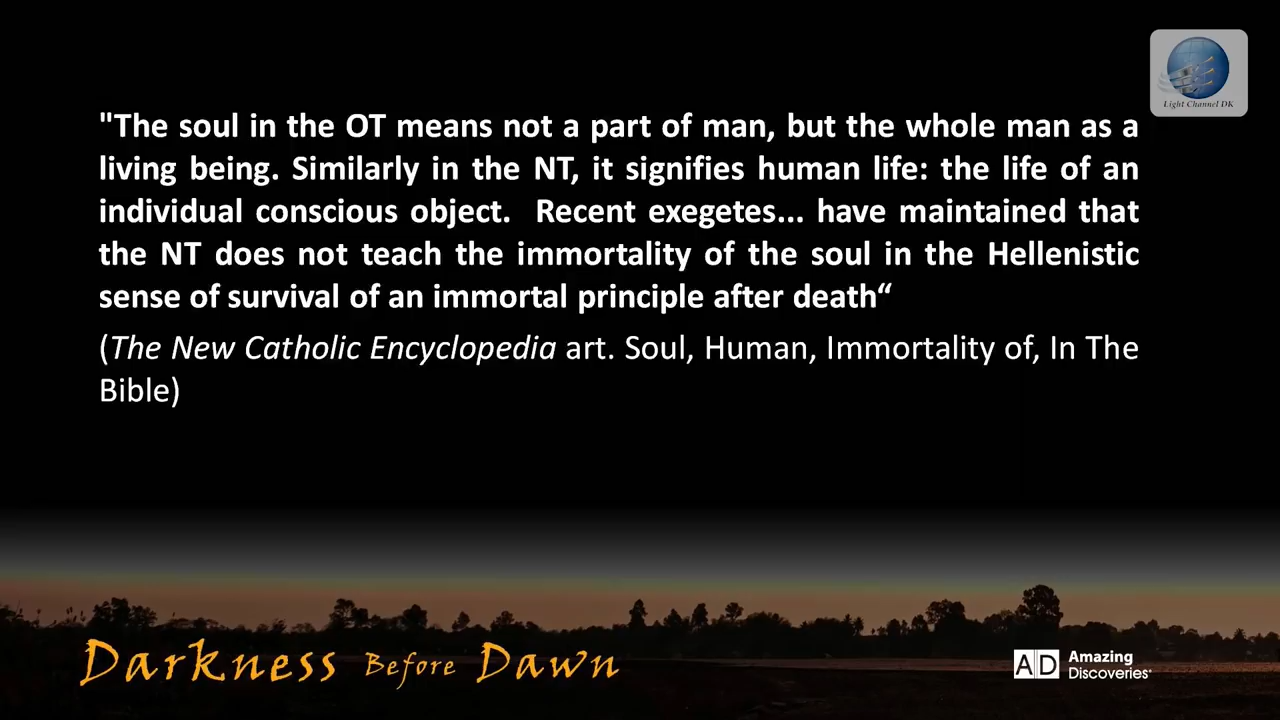 Light Channel DK
"The soul in the OT means not a part of man, but the whole man as a
living being. Similarly in the NT, it signifies human life: the life of an
individual conscious object.  Recent exegetes... have maintained that
the NT does not teach the immortality of the soul in the Hellenistic
sense of survival of an immortal principle after death“
(The New Catholic Encyclopedia art. Soul, Human, Immortality of, In The
Bible)
Darkness Before Dawn
AD Amazing
Discoveries